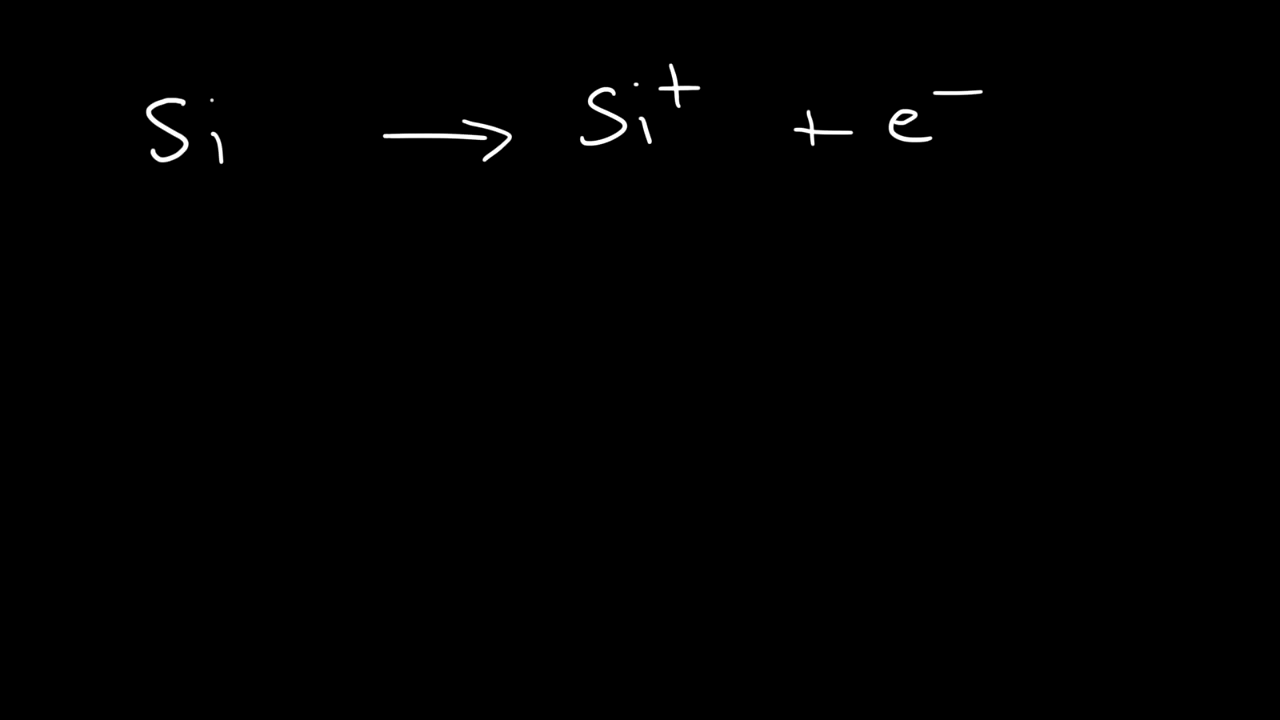 Si → Si⁺ + e⁻